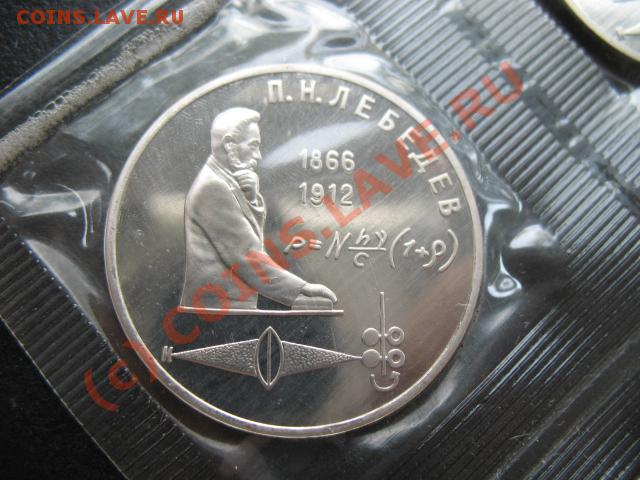 COINS.LAVE.RU
П.Н.ЛЕБЕДЕВ
1866
1912
p=N hν/c (1+ρ)
N
(c) COINS.LAVE.RU